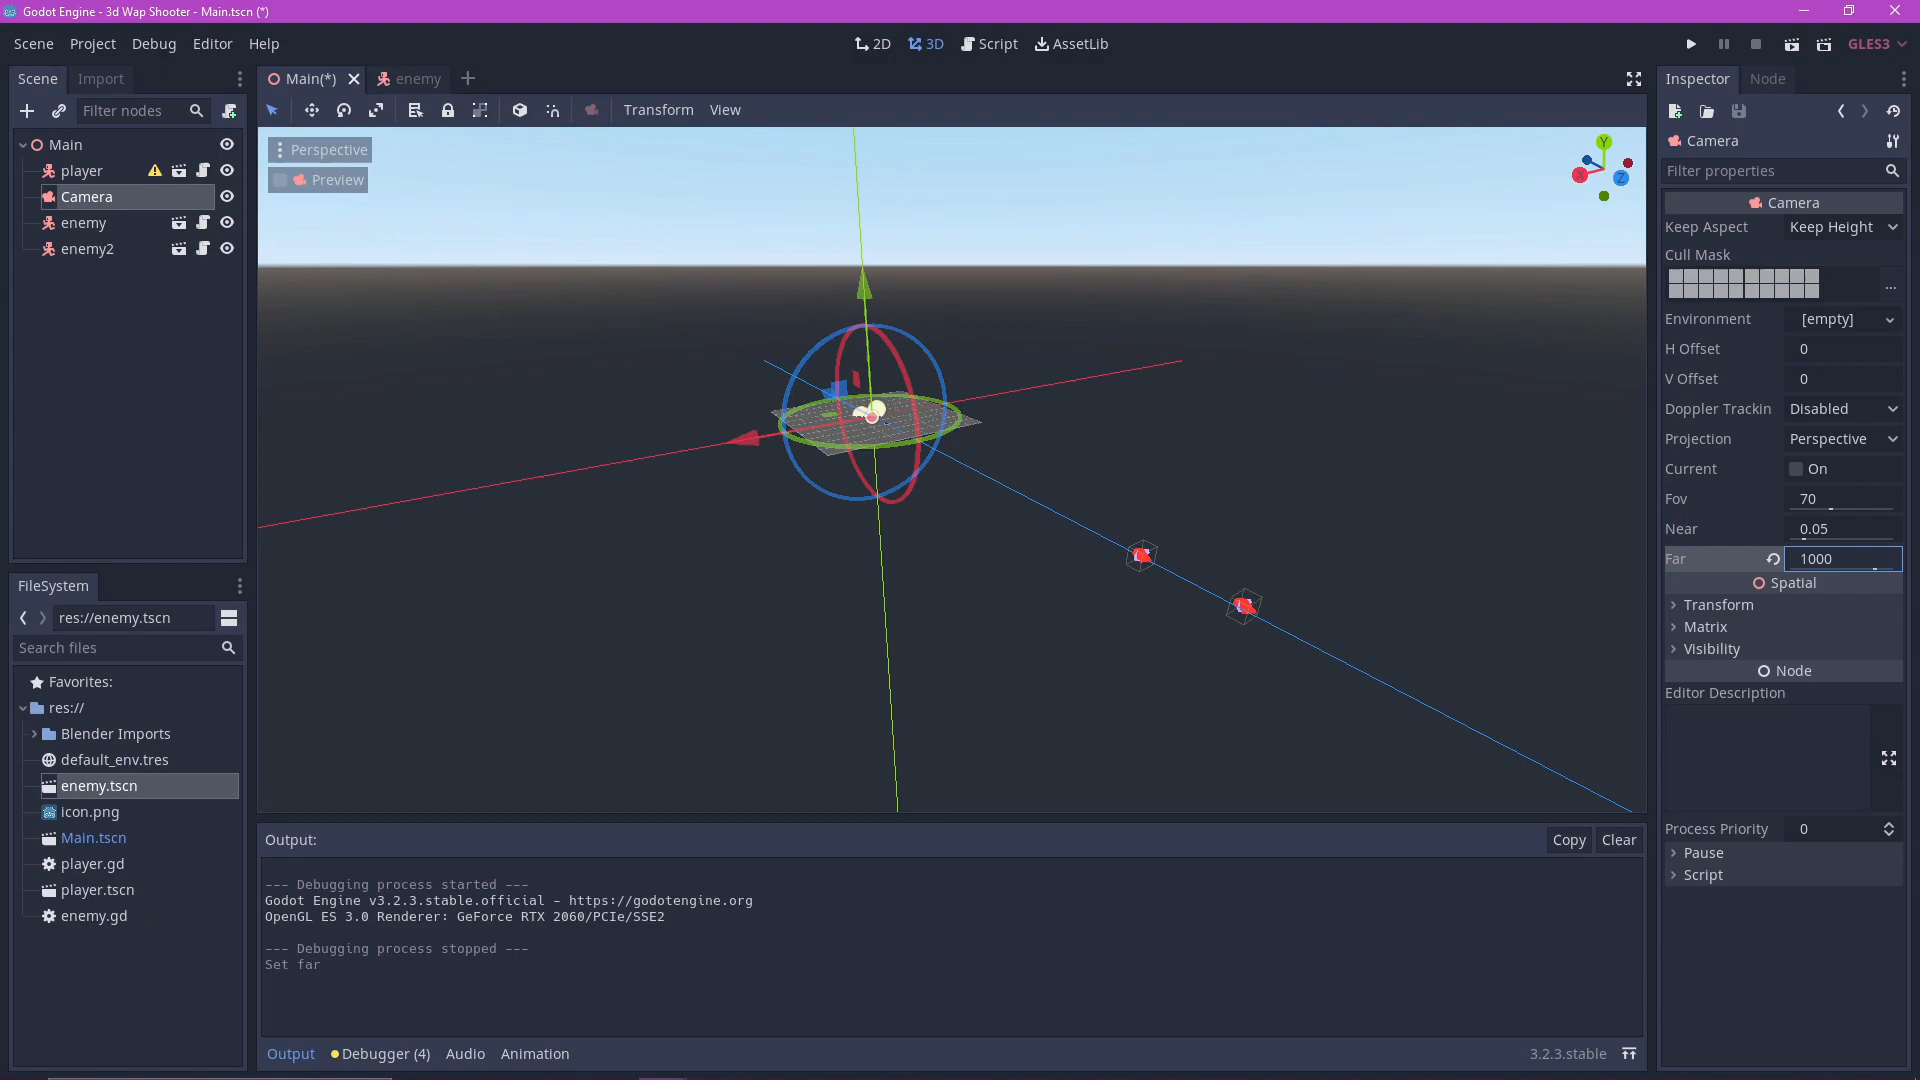 Godot Engine - 3d Wap Shooter - Main.tscn (*)
Scene Project Debug Editor Help
2D 3D Script AssetLib
GLES3
Scene Import
Filter nodes
Main
player
Camera
enemy
enemy2
FileSystem
res://enemy.tscn
Search files
Favorites:
res://
Blender Imports
default_env.tres
enemy.tscn
icon.png
Main.tscn
player.gd
player.tscn
enemy.gd
Main(*) enemy
Transform View
Perspective
Preview
Y
X
Z
Output:
Copy Clear
--- Debugging process started ---
Godot Engine v3.2.3.stable.official - https://godotengine.org
OpenGL ES 3.0 Renderer: GeForce RTX 2060/PCIe/SSE2
--- Debugging process stopped ---
Set far
Output Debugger (4) Audio Animation
3.2.3.stable
Inspector Node
Camera
Filter properties
Camera
Keep Aspect Keep Height
Cull Mask
...
Environment [empty]
H Offset 0
V Offset 0
Doppler Trackin Disabled
Projection Perspective
Current On
Fov 70
Near 0.05
Far 1000
Spatial
Transform
Matrix
Visibility
Node
Editor Description
Process Priority 0
Pause
Script